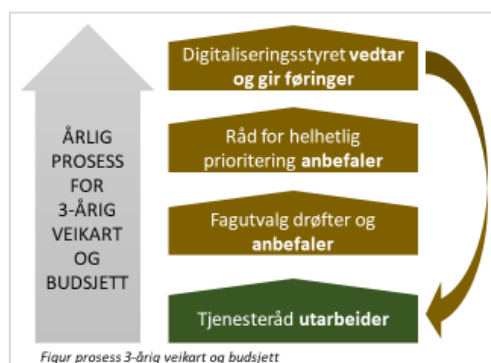 ÅRLIG
PROSESS
FOR
3-ÅRIG
VEIKART
OG
BUDSJETT
Digitaliseringsstyret vedtar
og gir føringer
Råd for helhetlig
prioritering anbefaler
Fagutvalg drøfter og
anbefaler
Tjenesteråd utarbeider
Figur prosess 3-årig veikart og budsjett